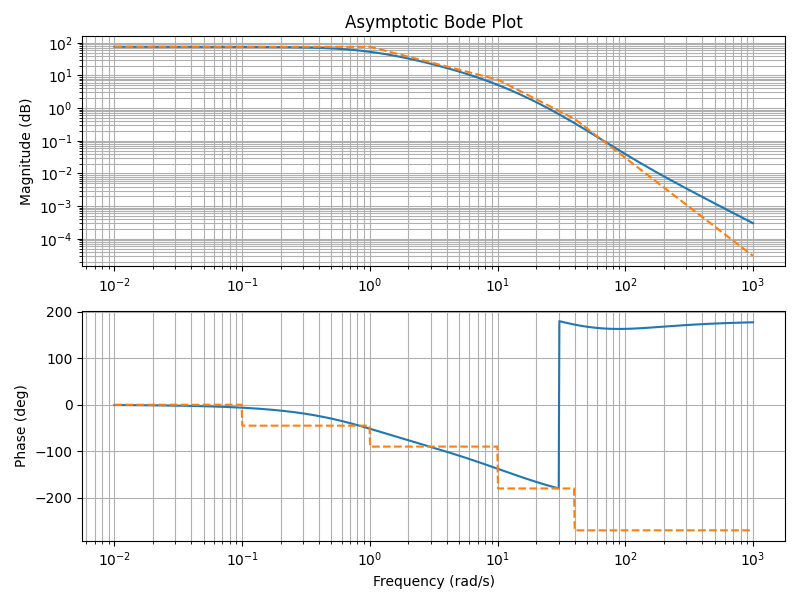 Asymptotic Bode Plot
Magnitude (dB)
10²
10¹
10⁰
10⁻¹
10⁻²
10⁻³
10⁻⁴
10⁻² 10⁻¹ 10⁰ 10¹ 10² 10³
Phase (deg)
200
100
0
−100
−200
10⁻² 10⁻¹ 10⁰ 10¹ 10² 10³
Frequency (rad/s)